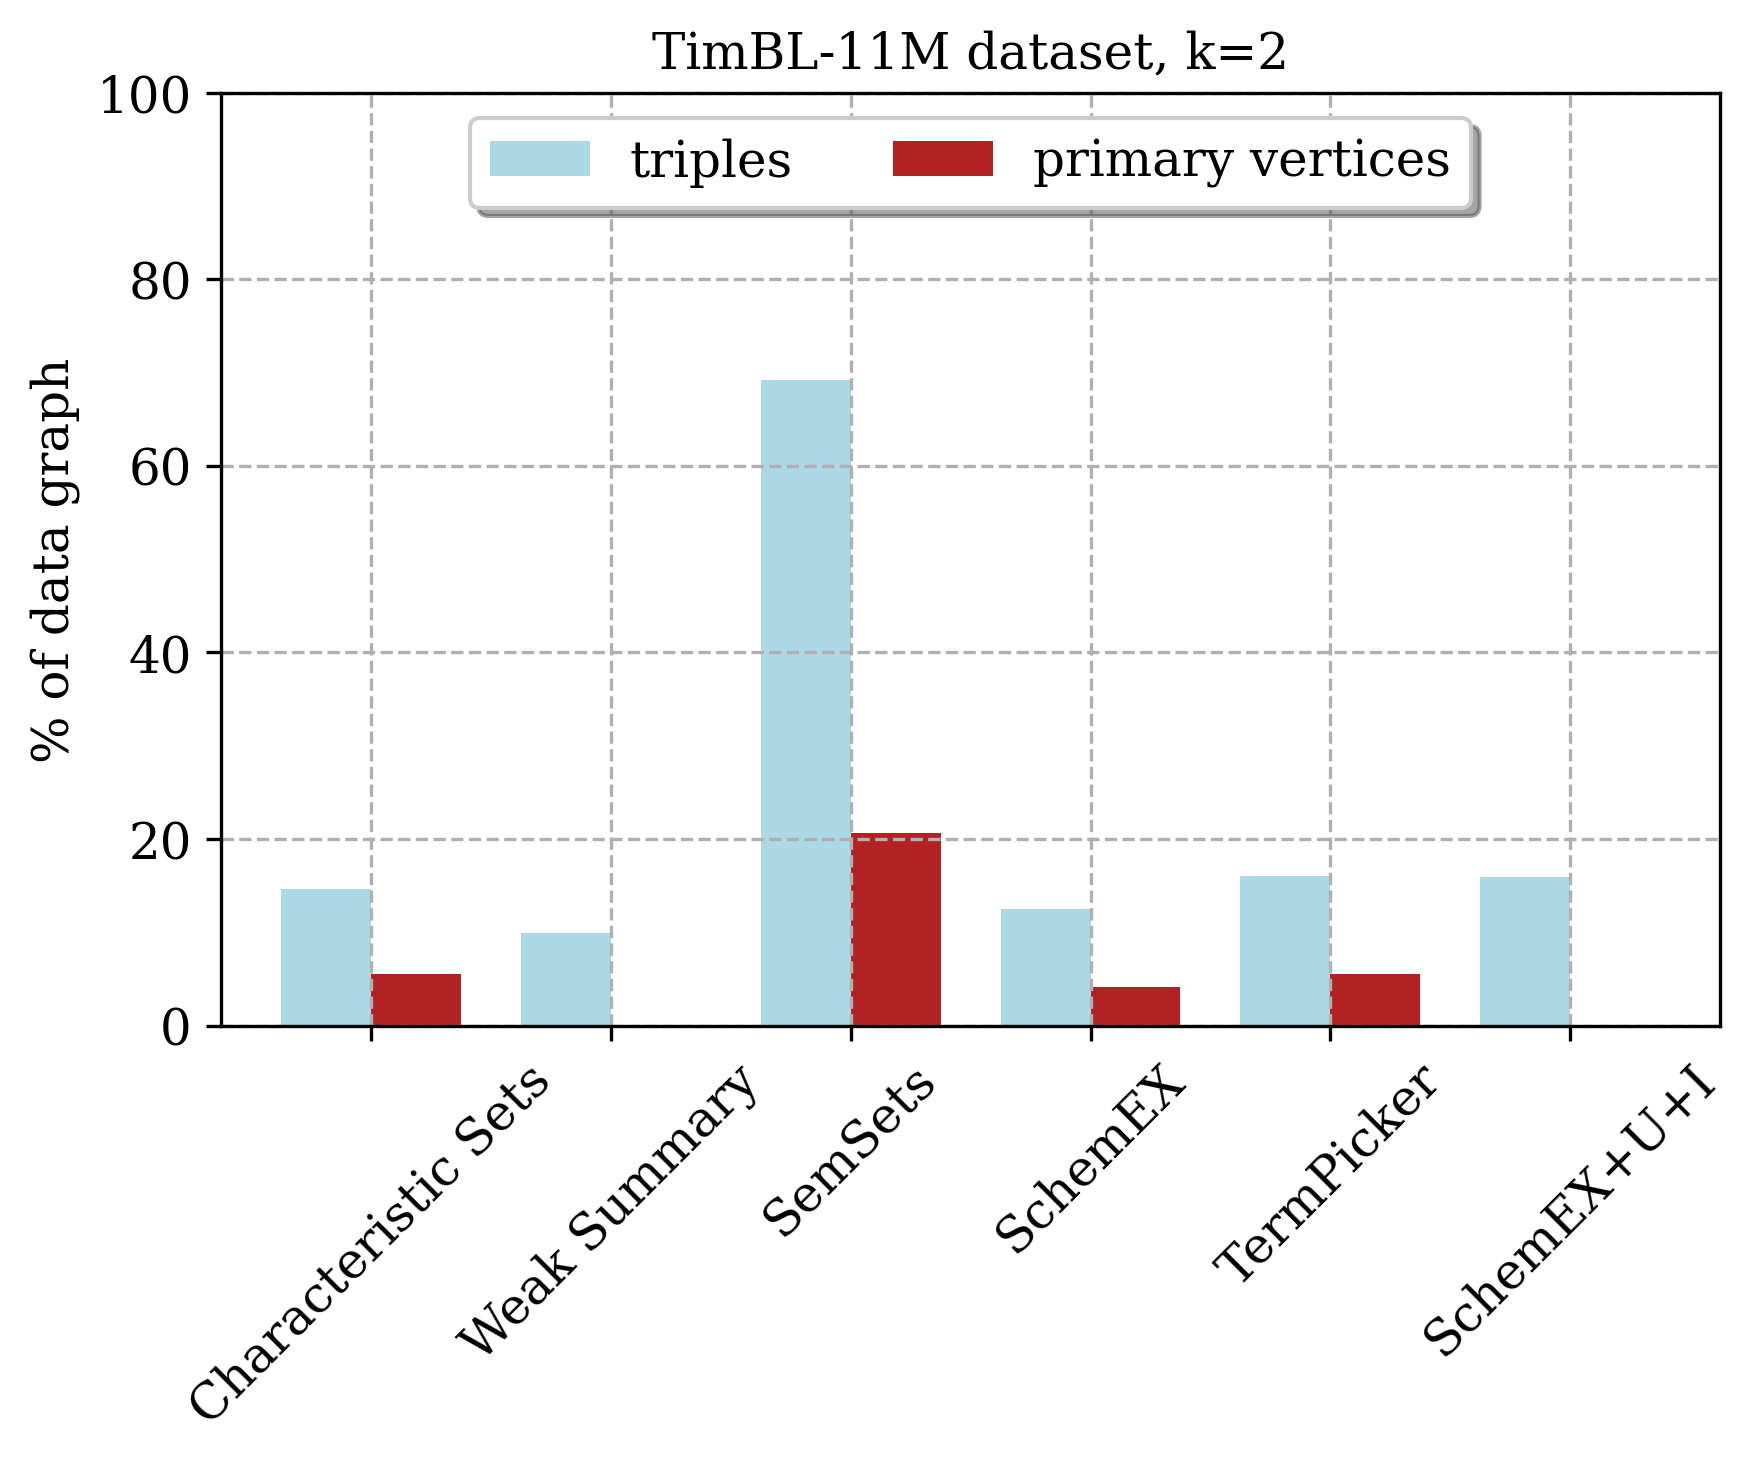 TimBL-11M dataset, k=2
triples
primary vertices
% of data graph
100
80
60
40
20
0
Characteristic Sets
Weak Summary
SemSets
SchemEX
TermPicker
SchemEX+U+I